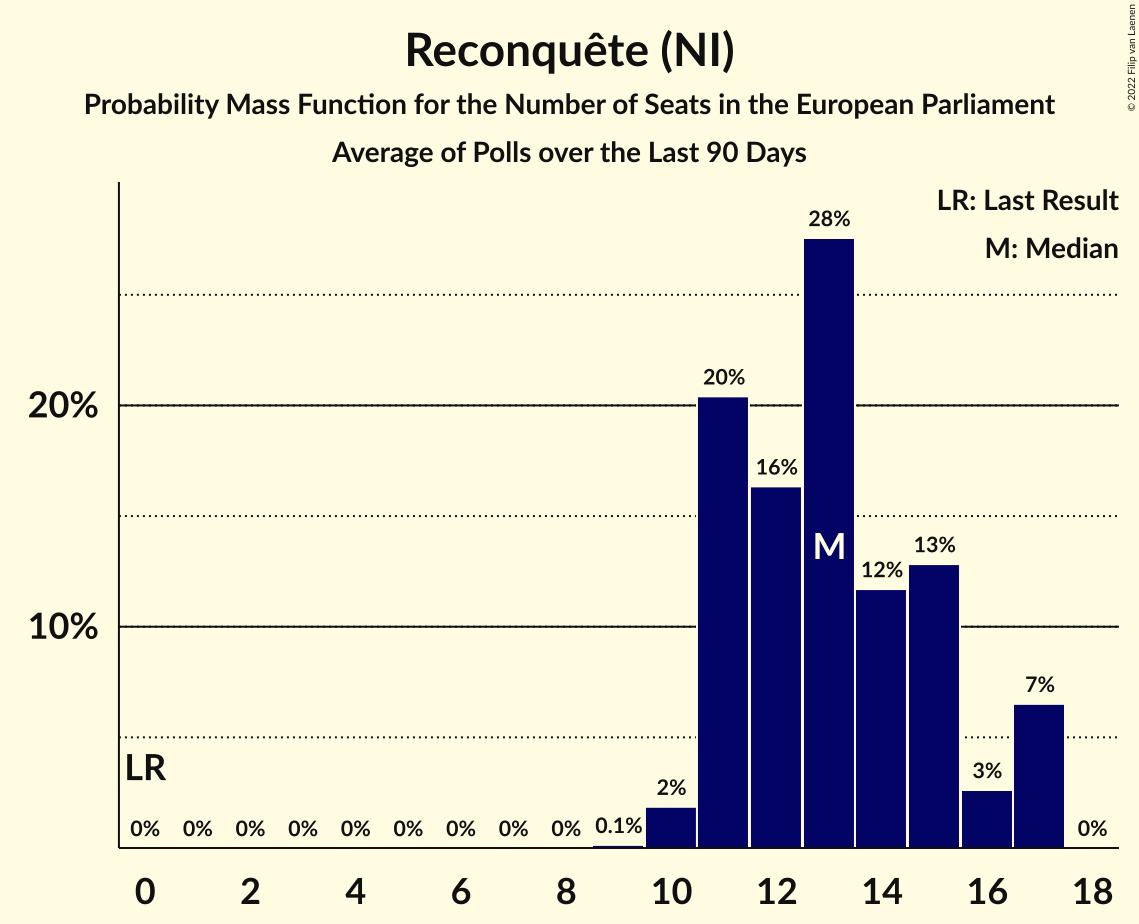 Reconquête (NI)
Probability Mass Function for the Number of Seats in the European Parliament
Average of Polls over the Last 90 Days
© 2022 Filip van Laenen
LR: Last Result
M: Median
28%
20%
20%
16%
M
13%
12%
10%
7%
LR
3%
2%
0% 0% 0% 0% 0% 0% 0% 0% 0% 0.1% 0%
0 2 4 6 8 10 12 14 16 18